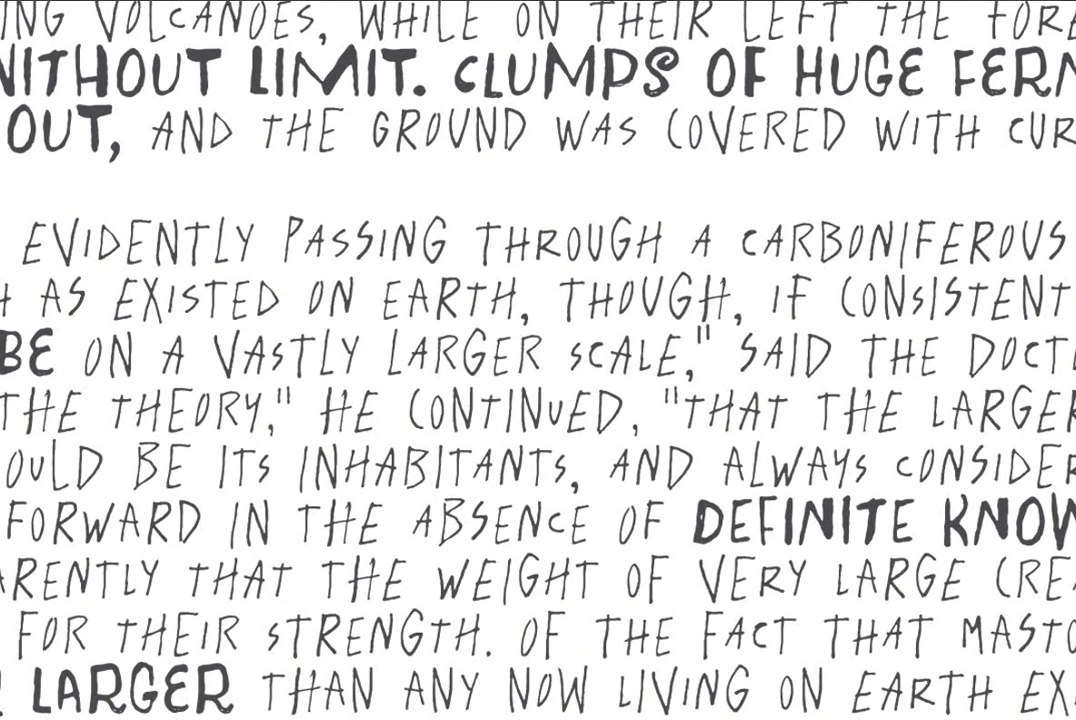 ING VOLCANOES, WHILE ON THEIR LEFT THE FORE
WITHOUT LIMIT. CLUMPS OF HUGE FERN
OUT, AND THE GROUND WAS COVERED WITH CUR
EVIDENTLY PASSING THROUGH A CARBONIFEROUS
H AS EXISTED ON EARTH, THOUGH, IF CONSISTENT
BE ON A VASTLY LARGER SCALE," SAID THE DOCT
THE THEORY," HE CONTINUED, "THAT THE LARGER
OULD BE ITS INHABITANTS, AND ALWAYS CONSIDER
FORWARD IN THE ABSENCE OF DEFINITE KNOW
ARENTLY THAT THE WEIGHT OF VERY LARGE CREA
FOR THEIR STRENGTH. OF THE FACT THAT MASTO
LARGER THAN ANY NOW LIVING ON EARTH EX